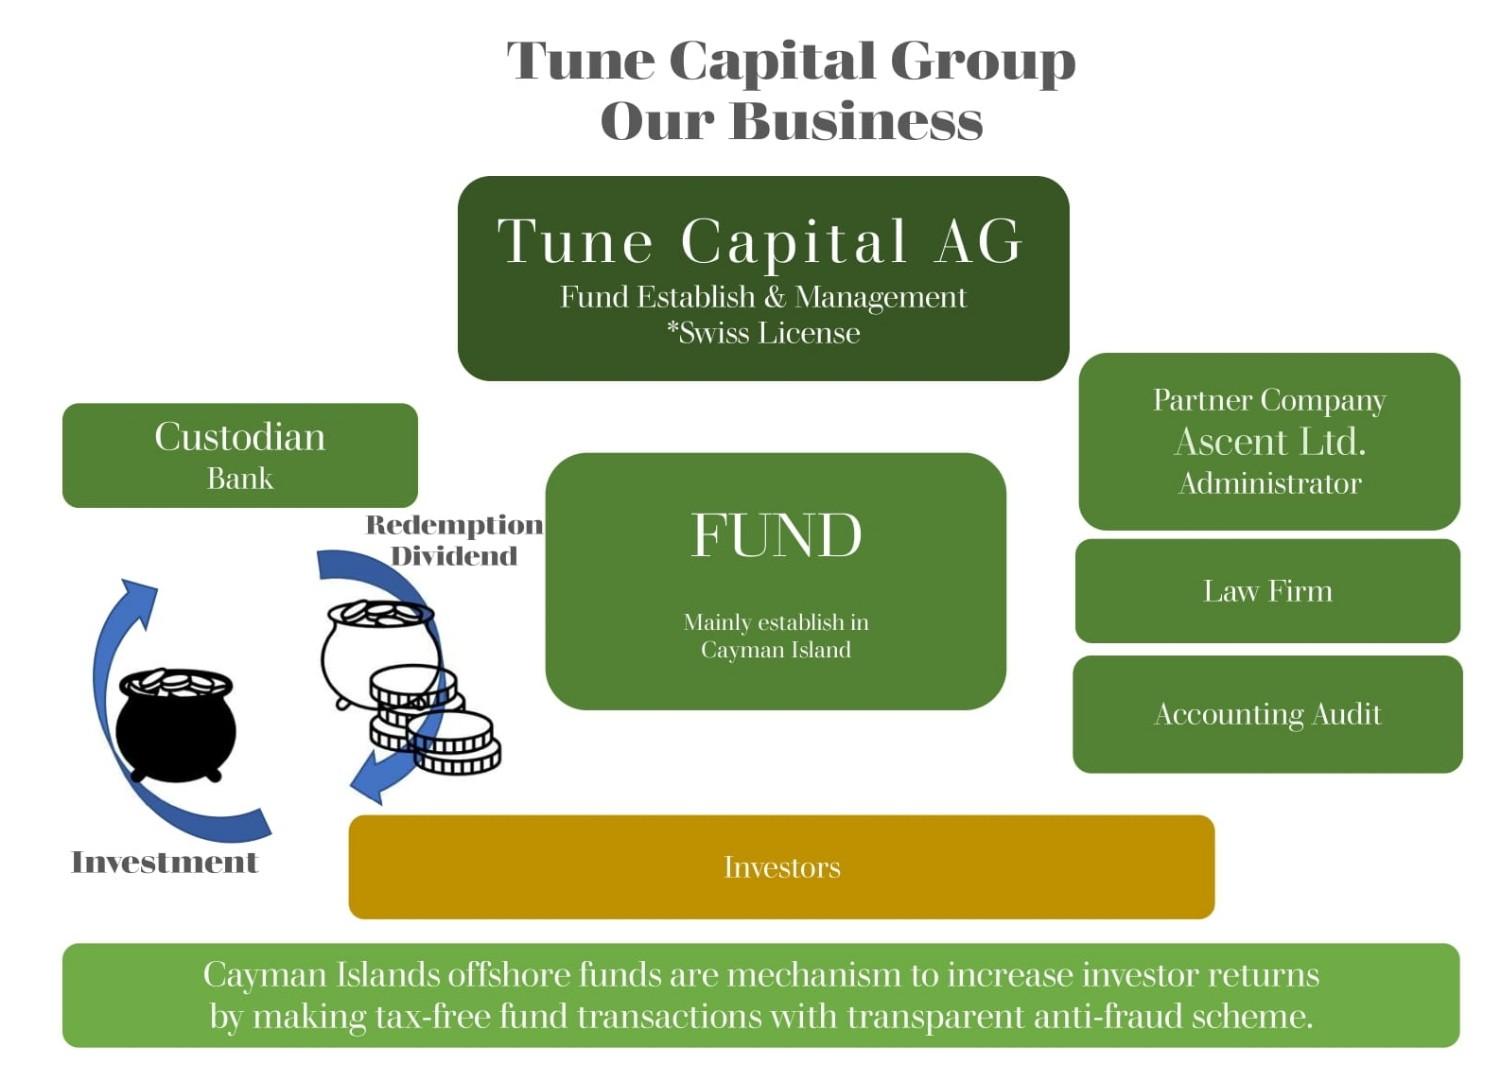 Tune Capital Group
Our Business
Tune Capital AG
Fund Establish & Management
*Swiss License
Custodian
Bank
Redemption
Dividend
Investment
FUND
Mainly establish in
Cayman Island
Partner Company
Ascent Ltd.
Administrator
Law Firm
Accounting Audit
Investors
Cayman Islands offshore funds are mechanism to increase investor returns
by making tax-free fund transactions with transparent anti-fraud scheme.